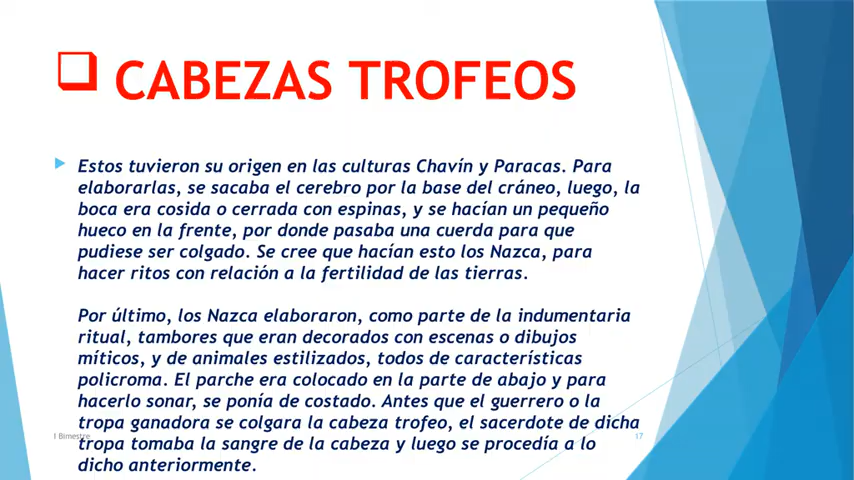 CABEZAS TROFEOS
Estos tuvieron su origen en las culturas Chavín y Paracas. Para
elaborarlas, se sacaba el cerebro por la base del cráneo, luego, la
boca era cosida o cerrada con espinas, y se hacían un pequeño
hueco en la frente, por donde pasaba una cuerda para que
pudiese ser colgado. Se cree que hacían esto los Nazca, para
hacer ritos con relación a la fertilidad de las tierras.
Por último, los Nazca elaboraron, como parte de la indumentaria
ritual, tambores que eran decorados con escenas o dibujos
míticos, y de animales estilizados, todos de características
policroma. El parche era colocado en la parte de abajo y para
hacerlo sonar, se ponía de costado. Antes que el guerrero o la
tropa ganadora se colgara la cabeza trofeo, el sacerdote de dicha
I Bimestre
17
tropa tomaba la sangre de la cabeza y luego se procedía a lo
dicho anteriormente.